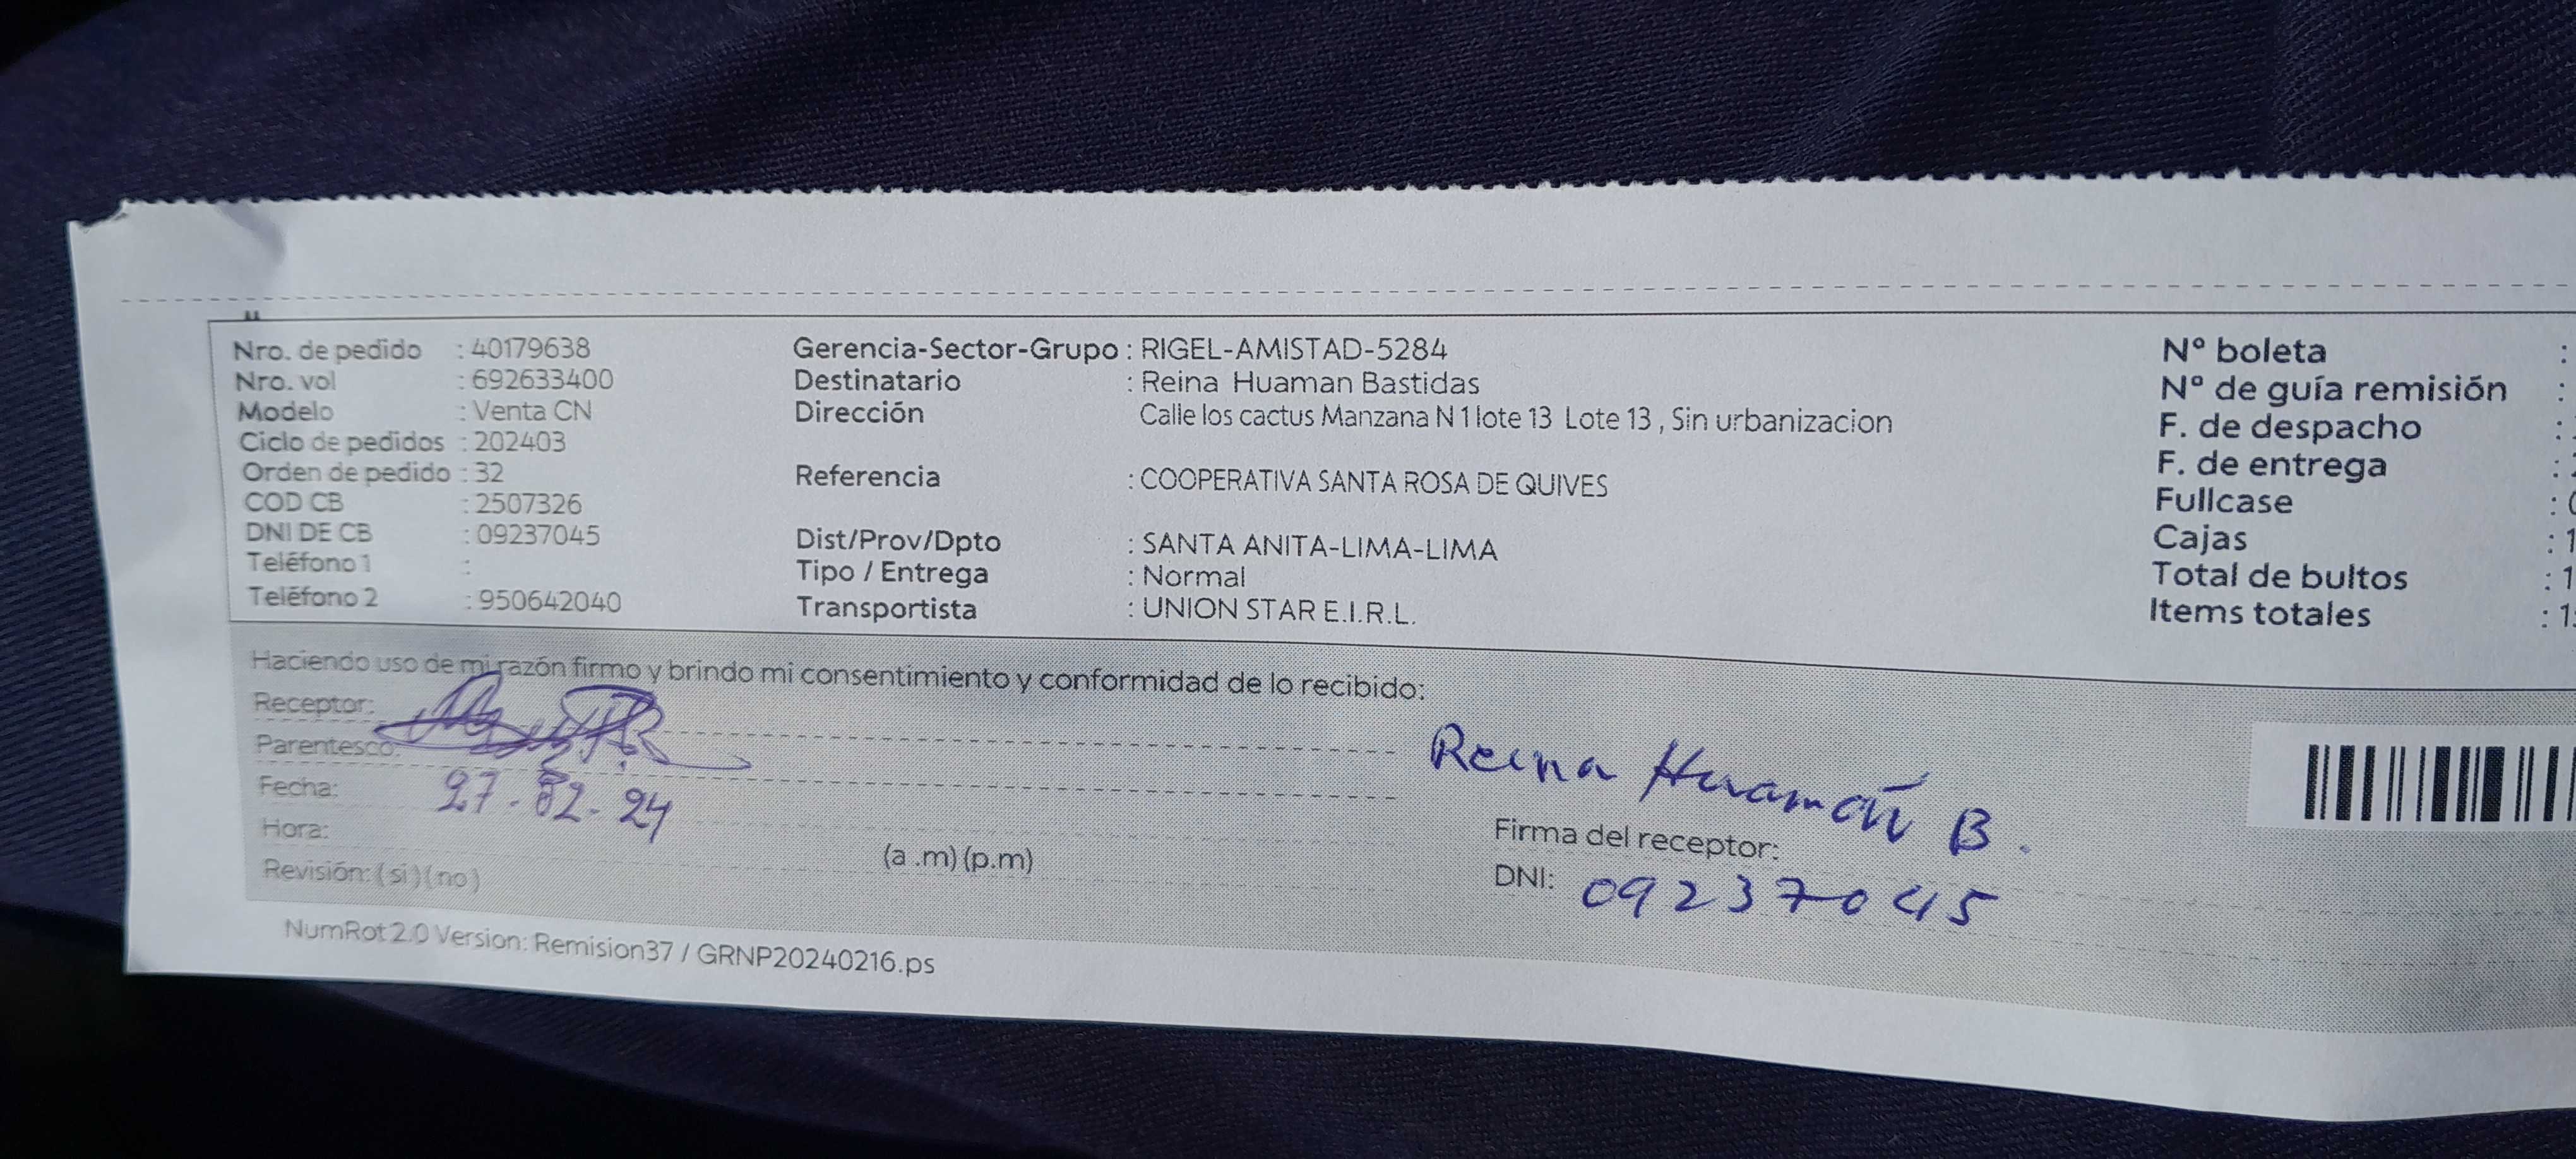 Nro. de pedido : 40179638
Nro. vol : 692633400
Modelo : Venta CN
Ciclo de pedidos : 202403
Orden de pedido : 32
COD CB : 2507326
DNI DE CB : 09237045
Teléfono 1 :
Teléfono 2 : 950642040
Gerencia-Sector-Grupo : RIGEL-AMISTAD-5284
Destinatario : Reina Huaman Bastidas
Dirección Calle los cactus Manzana N 1 lote 13 Lote 13 , Sin urbanizacion
Referencia : COOPERATIVA SANTA ROSA DE QUIVES
Dist/Prov/Dpto : SANTA ANITA-LIMA-LIMA
Tipo / Entrega : Normal
Transportista : UNION STAR E.I.R.L.
Nº boleta :
Nº de guía remisión :
F. de despacho :
F. de entrega :
Fullcase :
Cajas : 1
Total de bultos : 1
Items totales : 1
Haciendo uso de mi razón firmo y brindo mi consentimiento y conformidad de lo recibido:
Receptor:
Parentesco:
Fecha: 27-02-24
Hora: (a .m) (p.m)
Revisión: ( si ) ( no )
Reina Huamań B.
Firma del receptor:
DNI: 09237045
NumRot 2.0 Version: Remision37 / GRNP20240216.ps